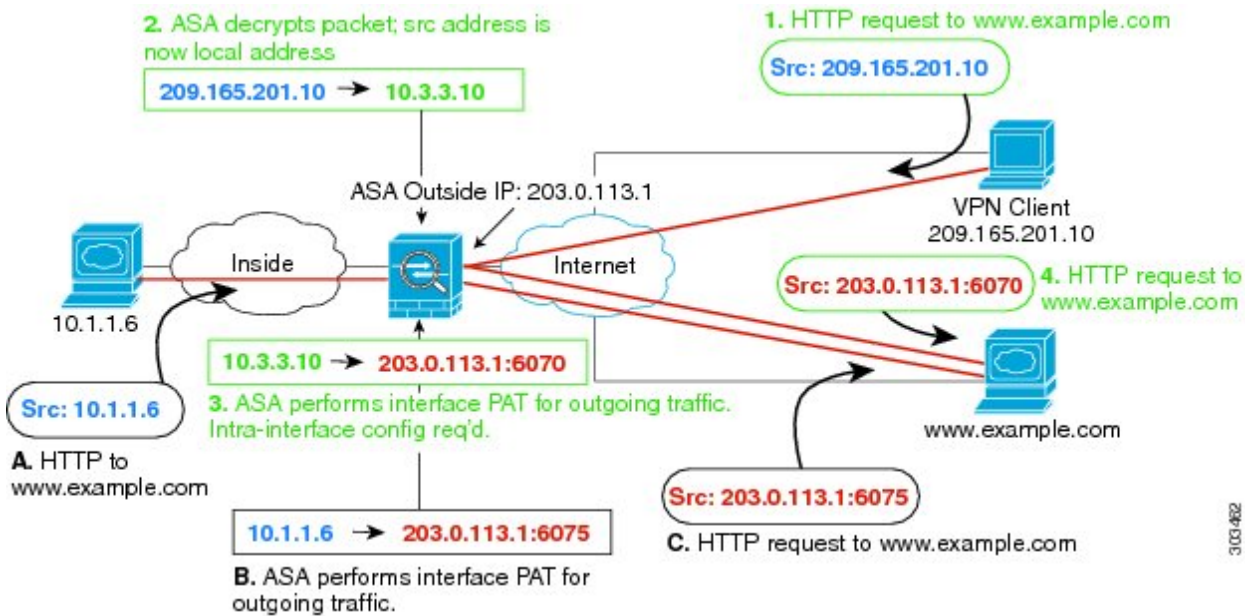 2. ASA decrypts packet; src address is
now local address
209.165.201.10 → 10.3.3.10
1. HTTP request to www.example.com
Src: 209.165.201.10
ASA Outside IP: 203.0.113.1
VPN Client
209.165.201.10
Inside
Internet
10.1.1.6
Src: 203.0.113.1:6070
4. HTTP request to
www.example.com
10.3.3.10 → 203.0.113.1:6070
3. ASA performs interface PAT for outgoing traffic.
Intra-interface config req'd.
Src: 10.1.1.6
A. HTTP to
www.example.com
www.example.com
10.1.1.6 → 203.0.113.1:6075
B. ASA performs interface PAT for
outgoing traffic.
Src: 203.0.113.1:6075
C. HTTP request to www.example.com
303462